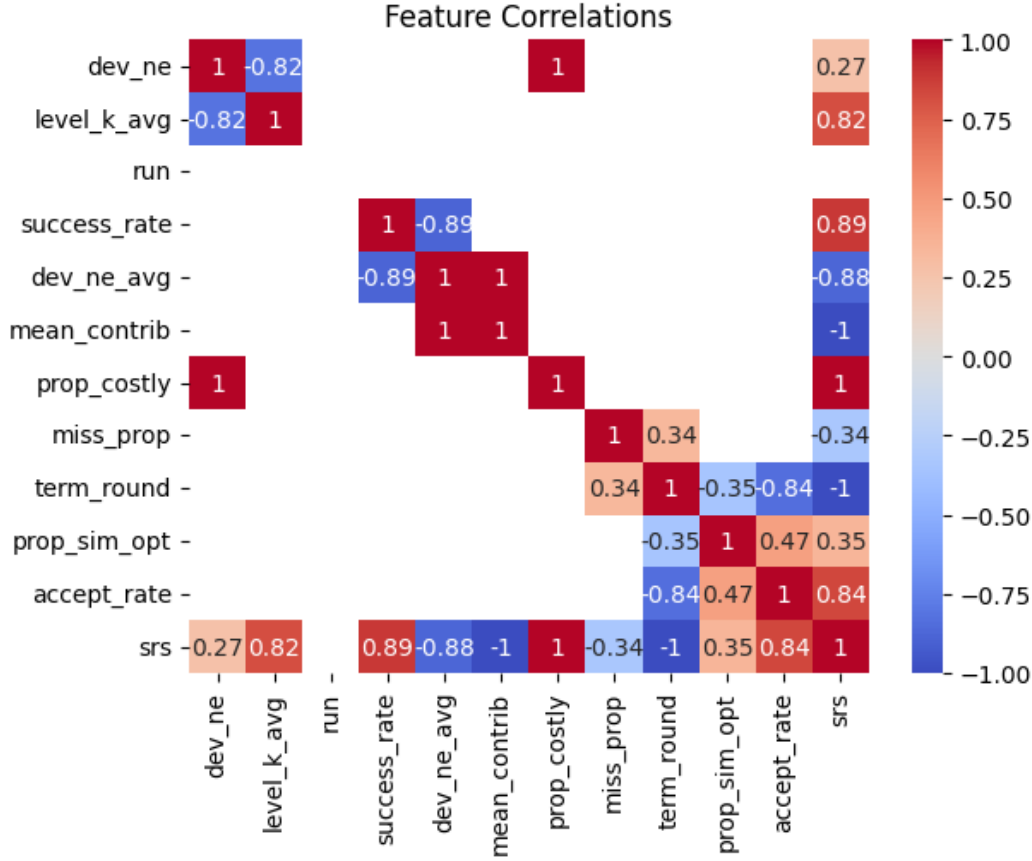 Feature Correlations
dev_ne 1 -0.82 1 0.27
level_k_avg -0.82 1 0.82
run
success_rate 1 -0.89 0.89
dev_ne_avg -0.89 1 1 -0.88
mean_contrib 1 1 -1
prop_costly 1 1 1
miss_prop 1 0.34 -0.34
term_round 0.34 1 -0.35 -0.84 -1
prop_sim_opt -0.35 1 0.47 0.35
accept_rate -0.84 0.47 1 0.84
srs 0.27 0.82 0.89 -0.88 -1 1 -0.34 -1 0.35 0.84 1
dev_ne
level_k_avg
run
success_rate
dev_ne_avg
mean_contrib
prop_costly
miss_prop
term_round
prop_sim_opt
accept_rate
srs
1.00
0.75
0.50
0.25
0.00
−0.25
−0.50
−0.75
−1.00